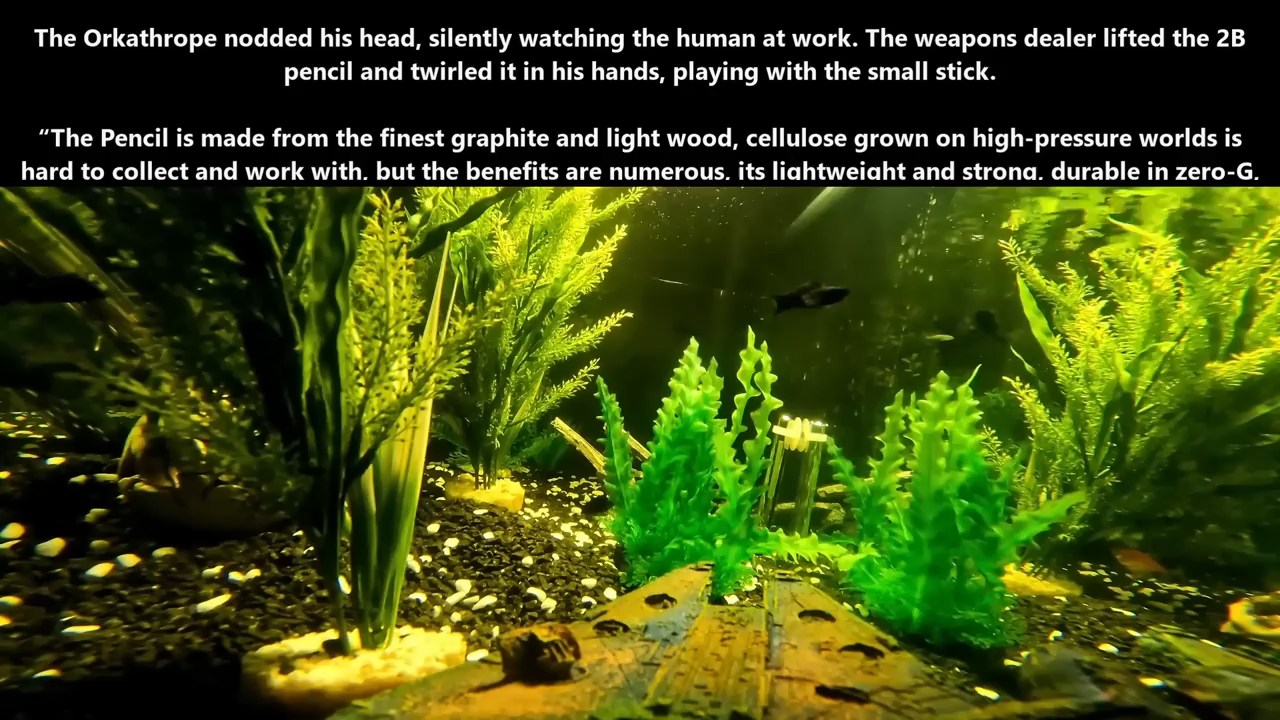 The Orkathrope nodded his head, silently watching the human at work. The weapons dealer lifted the 2B
pencil and twirled it in his hands, playing with the small stick.
“The Pencil is made from the finest graphite and light wood, cellulose grown on high-pressure worlds is
hard to collect and work with, but the benefits are numerous, its lightweight and strong, durable in zero-G,